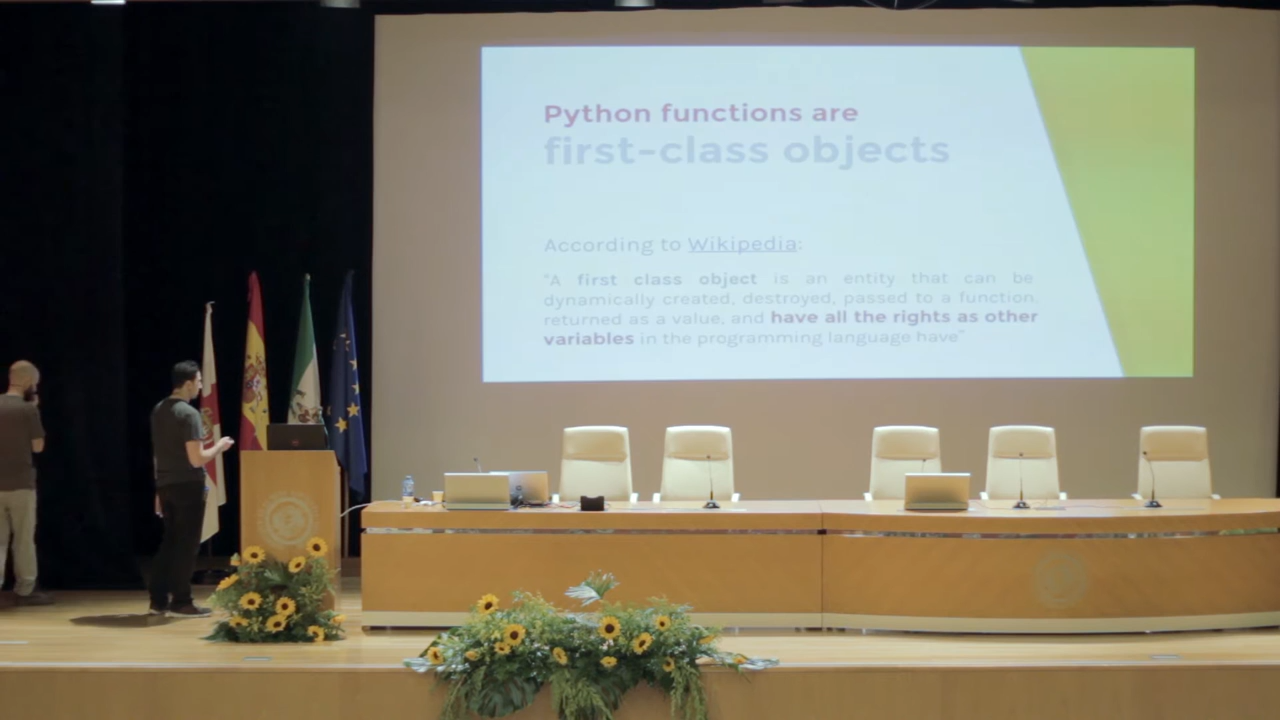 Python functions are
first-class objects
According to Wikipedia:
"A first class object is an entity that can be
dynamically created, destroyed, passed to a function,
returned as a value, and have all the rights as other
variables in the programming language have"